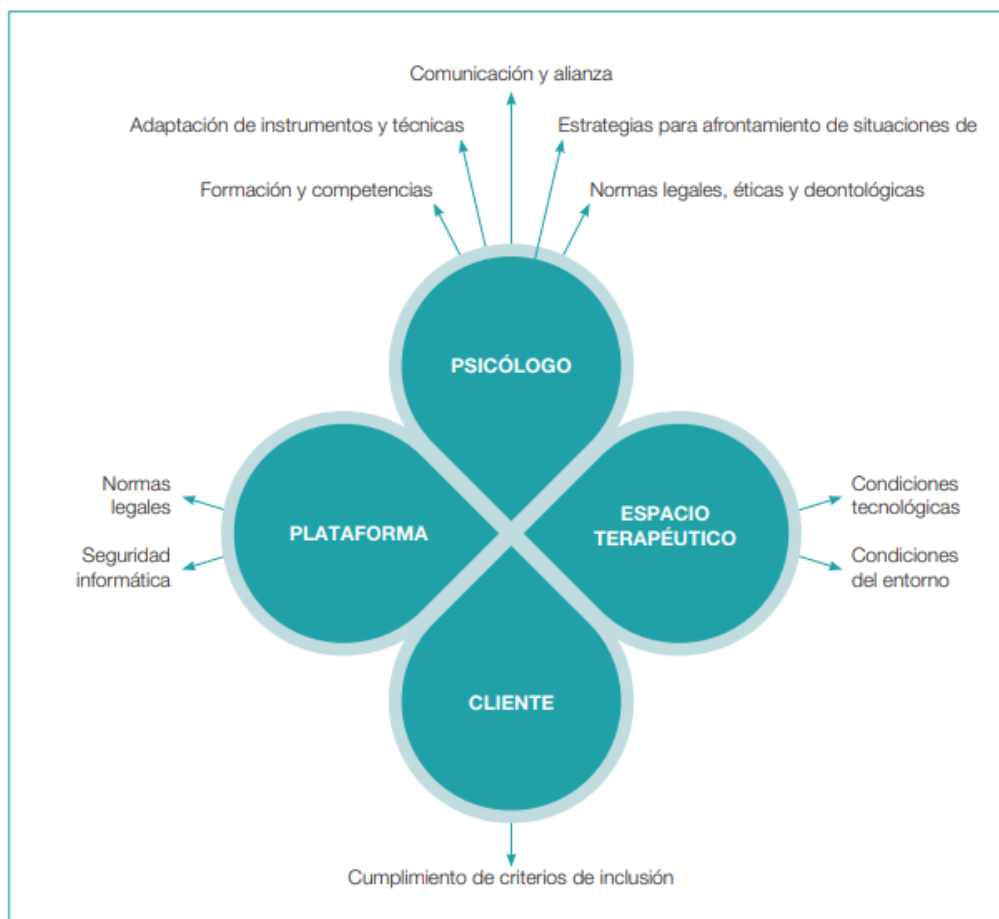 Comunicación y alianza
Adaptación de instrumentos y técnicas
Estrategias para afrontamiento de situaciones de
Formación y competencias
Normas legales, éticas y deontológicas
PSICÓLOGO
Normas
legales
Seguridad
informática
PLATAFORMA
ESPACIO
TERAPÉUTICO
Condiciones
tecnológicas
Condiciones
del entorno
CLIENTE
Cumplimiento de criterios de inclusión